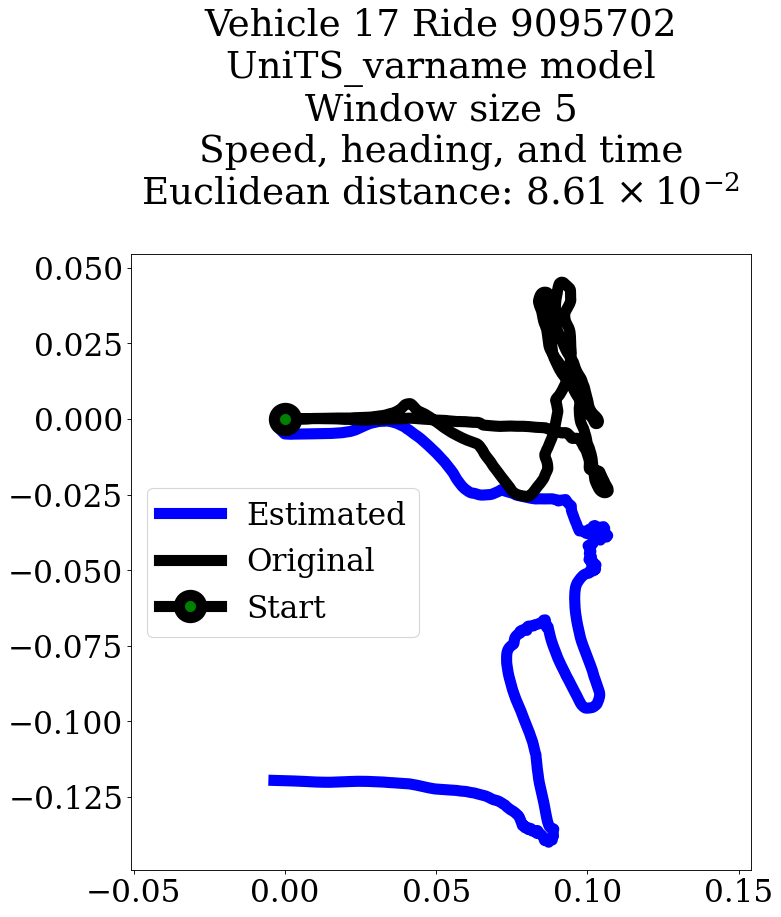 Vehicle 17 Ride 9095702
UniTS_varname model
Window size 5
Speed, heading, and time
Euclidean distance: 8.61 × 10⁻²
0.050
0.025
0.000
−0.025
−0.050
−0.075
−0.100
−0.125
Estimated
Original
Start
−0.05 0.00 0.05 0.10 0.15